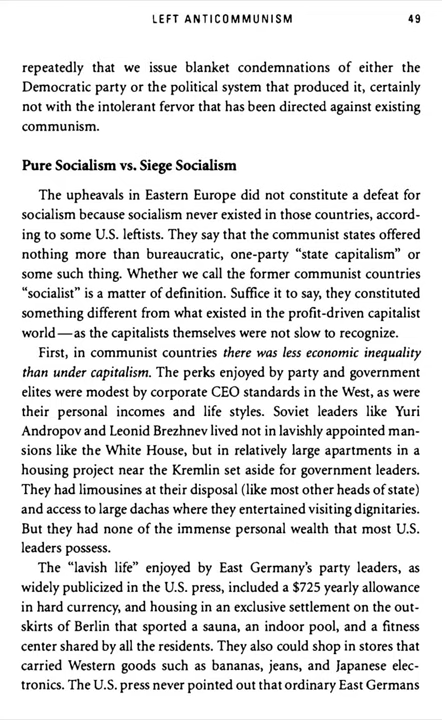 LEFT ANTICOMMUNISM 49
repeatedly that we issue blanket condemnations of either the
Democratic party or the political system that produced it, certainly
not with the intolerant fervor that has been directed against existing
communism.
Pure Socialism vs. Siege Socialism
The upheavals in Eastern Europe did not constitute a defeat for
socialism because socialism never existed in those countries, accord-
ing to some U.S. leftists. They say that the communist states offered
nothing more than bureaucratic, one-party “state capitalism” or
some such thing. Whether we call the former communist countries
“socialist” is a matter of definition. Suffice it to say, they constituted
something different from what existed in the profit-driven capitalist
world—as the capitalists themselves were not slow to recognize.
First, in communist countries there was less economic inequality
than under capitalism. The perks enjoyed by party and government
elites were modest by corporate CEO standards in the West, as were
their personal incomes and life styles. Soviet leaders like Yuri
Andropov and Leonid Brezhnev lived not in lavishly appointed man-
sions like the White House, but in relatively large apartments in a
housing project near the Kremlin set aside for government leaders.
They had limousines at their disposal (like most other heads of state)
and access to large dachas where they entertained visiting dignitaries.
But they had none of the immense personal wealth that most U.S.
leaders possess.
The “lavish life” enjoyed by East Germany’s party leaders, as
widely publicized in the U.S. press, included a $725 yearly allowance
in hard currency, and housing in an exclusive settlement on the out-
skirts of Berlin that sported a sauna, an indoor pool, and a fitness
center shared by all the residents. They also could shop in stores that
carried Western goods such as bananas, jeans, and Japanese elec-
tronics. The U.S. press never pointed out that ordinary East Germans